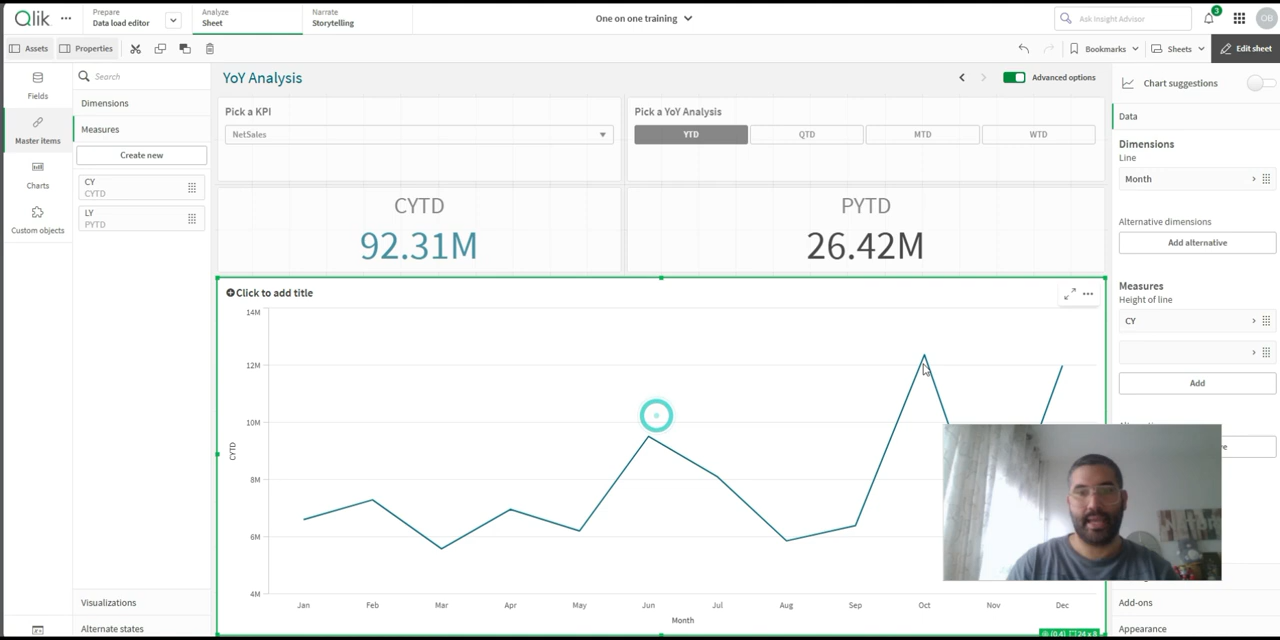 Qlik
Prepare
Data load editor
Analyze
Sheet
Narrate
Storytelling
One on one training
Ask Insight Advisor
3
OB
Assets
Properties
Bookmarks
Sheets
Edit sheet
Fields
Master items
Charts
Custom objects
Search
Dimensions
Measures
Create new
CY
CYTD
LY
PYTD
Visualizations
Alternate states
YoY Analysis
Advanced options
Pick a KPI
NetSales
Pick a YoY Analysis
YTD
QTD
MTD
WTD
CYTD
92.31M
PYTD
26.42M
Click to add title
14M
12M
10M
8M
6M
4M
CYTD
Jan
Feb
Mar
Apr
May
Jun
Jul
Aug
Sep
Oct
Nov
Dec
Month
Chart suggestions
Data
Dimensions
Line
Month
Alternative dimensions
Add alternative
Measures
Height of line
CY
Add
Add-ons
Appearance